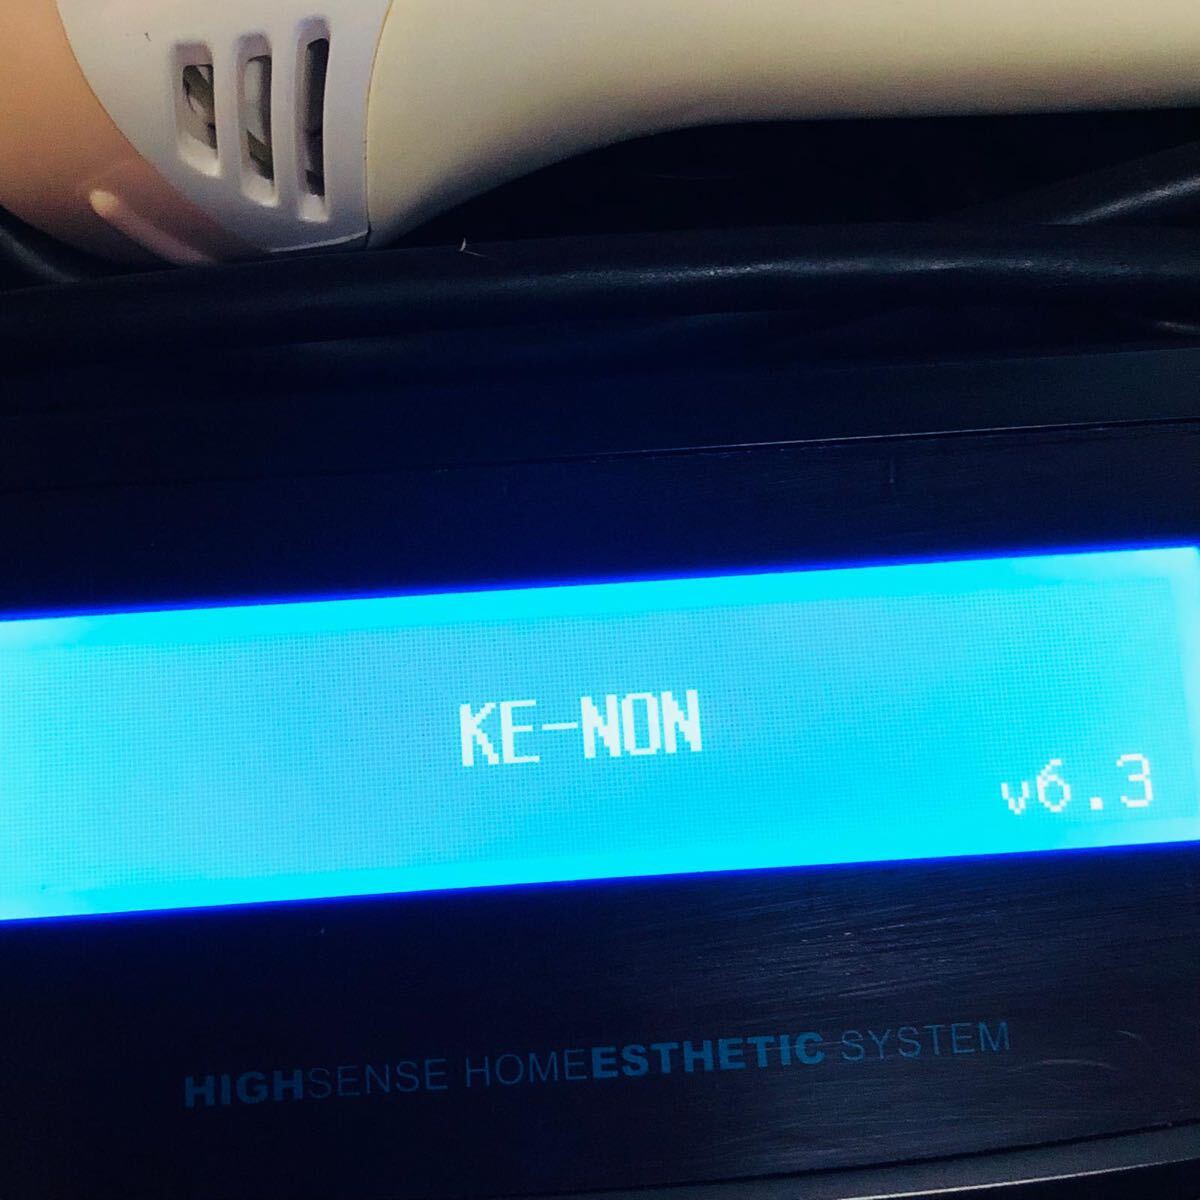 KE-NON
v6.3
HIGHSENSE HOMEESTHETIC SYSTEM